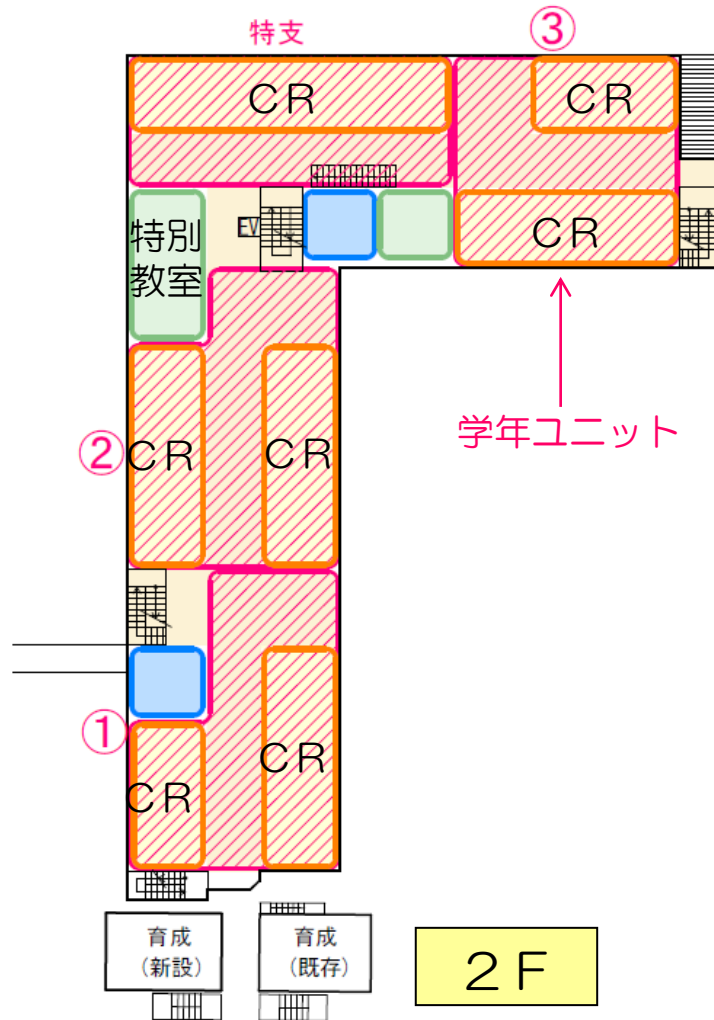 特支
③
ＣＲ
ＣＲ
特別
教室
EV
ＣＲ
学年ユニット
②
ＣＲ
ＣＲ
①
ＣＲ
ＣＲ
育成
（新設）
育成
（既存）
２Ｆ